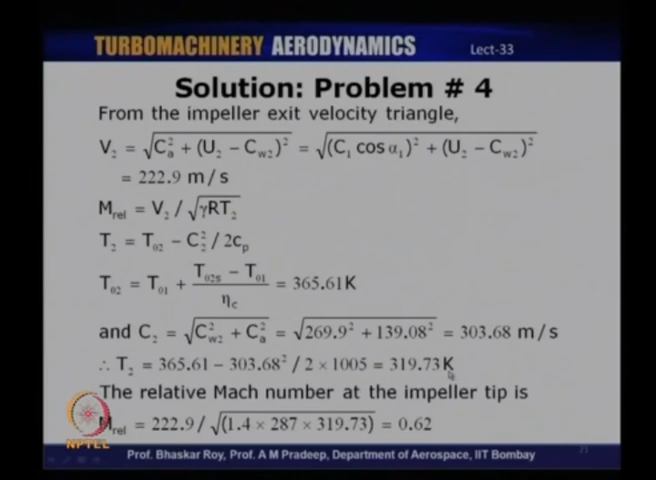 TURBOMACHINERY AERODYNAMICS Lect-33
Solution: Problem # 4
From the impeller exit velocity triangle,
V₂ = √(Cₐ² + (U₂ − C_w2)²) = √((C₁ cos α₁)² + (U₂ − C_w2)²)
= 222.9 m/s
M_rel = V₂ / √γRT₂
T₂ = T₀₂ − C₂² / 2c_p
T₀₂ = T₀₁ + (T₀₂ₛ − T₀₁) / η_c = 365.61K
and C₂ = √(C_w2² + Cₐ²) = √(269.9² + 139.08²) = 303.68 m/s
∴ T₂ = 365.61 − 303.68² / 2 × 1005 = 319.73K
The relative Mach number at the impeller tip is
M_rel = 222.9 / √(1.4 × 287 × 319.73) = 0.62
NPTEL
Prof. Bhaskar Roy, Prof. A M Pradeep, Department of Aerospace, IIT Bombay